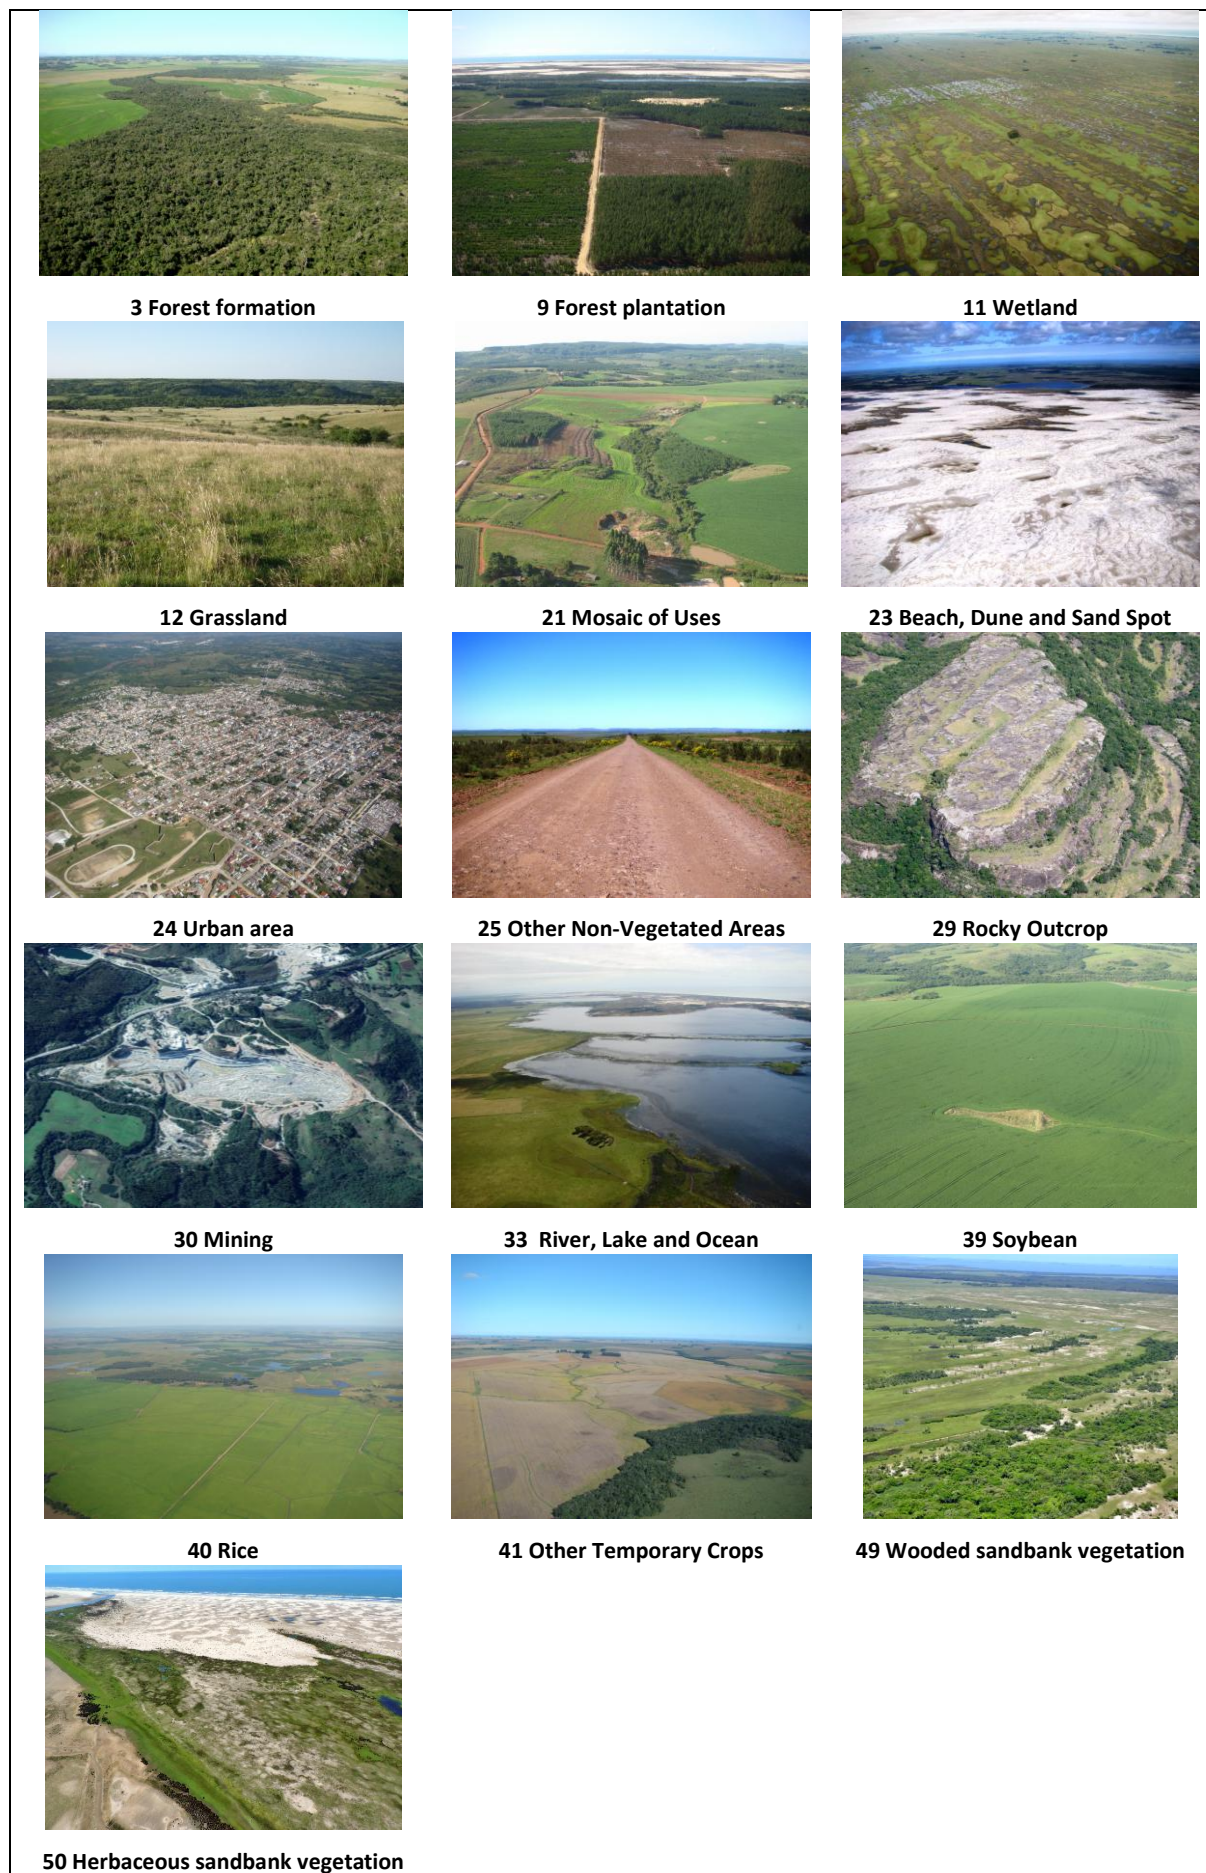 3 Forest formation
9 Forest plantation
11 Wetland
12 Grassland
21 Mosaic of Uses
23 Beach, Dune and Sand Spot
24 Urban area
25 Other Non-Vegetated Areas
29 Rocky Outcrop
30 Mining
33  River, Lake and Ocean
39 Soybean
40 Rice
41 Other Temporary Crops
49 Wooded sandbank vegetation
50 Herbaceous sandbank vegetation